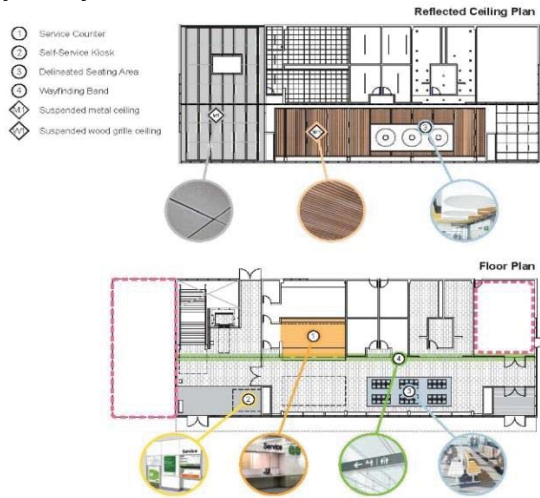 Reflected Ceiling Plan
1 Service Counter
2 Self-Service Kiosk
3 Delineated Seating Area
4 Wayfinding Band
M1 Suspended metal ceiling
W1 Suspended wood grille ceiling
M1
3
Floor Plan
1
4
2
3
Service
Service